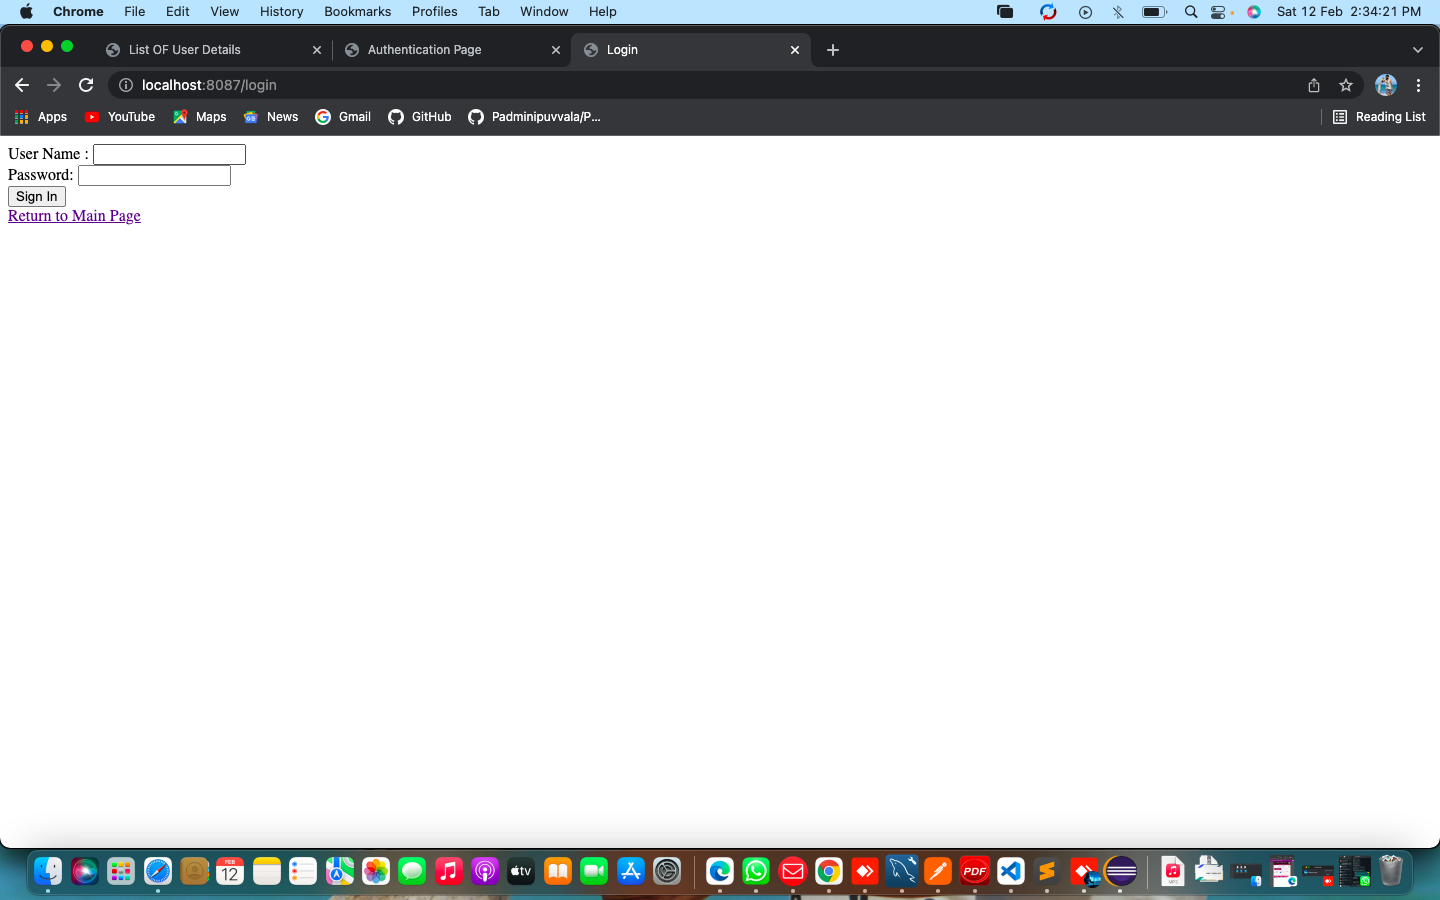 Chrome File Edit View History Bookmarks Profiles Tab Window Help Sat 12 Feb 2:34:21 PM
List OF User Details Authentication Page Login
localhost:8087/login
Apps YouTube Maps News Gmail GitHub Padminipuvvala/P... Reading List
User Name :
Password:
Sign In
Return to Main Page
FEB
12
tv
PDF